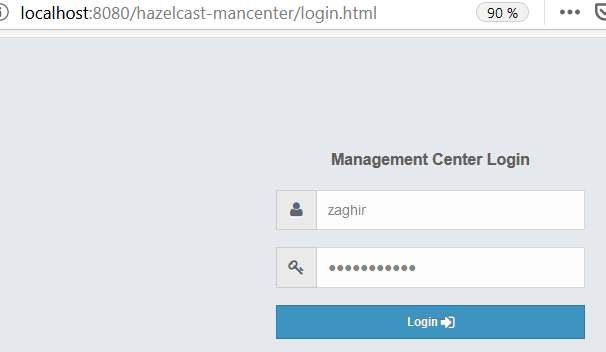 localhost:8080/hazelcast-mancenter/login.html 90 %
Management Center Login
zaghir
•••••••••••
Login